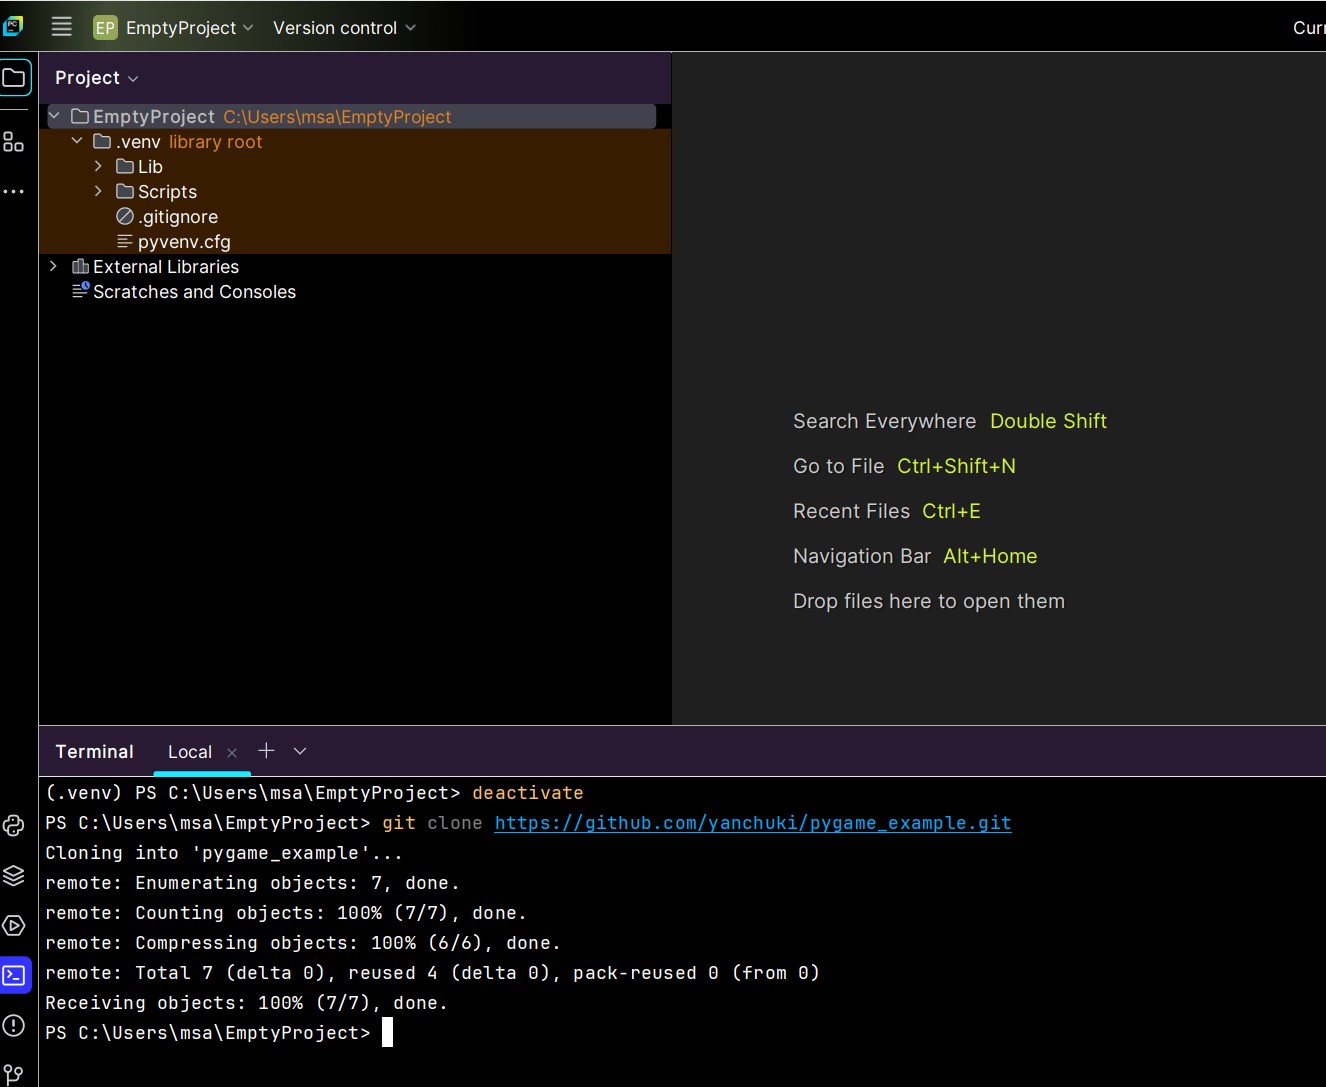 PC
EP EmptyProject Version control
Project
EmptyProject C:\Users\msa\EmptyProject
.venv library root
Lib
Scripts
.gitignore
pyvenv.cfg
External Libraries
Scratches and Consoles
Search Everywhere Double Shift
Go to File Ctrl+Shift+N
Recent Files Ctrl+E
Navigation Bar Alt+Home
Drop files here to open them
Terminal Local
(.venv) PS C:\Users\msa\EmptyProject> deactivate
PS C:\Users\msa\EmptyProject> git clone https://github.com/yanchuki/pygame_example.git
Cloning into 'pygame_example'...
remote: Enumerating objects: 7, done.
remote: Counting objects: 100% (7/7), done.
remote: Compressing objects: 100% (6/6), done.
remote: Total 7 (delta 0), reused 4 (delta 0), pack-reused 0 (from 0)
Receiving objects: 100% (7/7), done.
PS C:\Users\msa\EmptyProject>